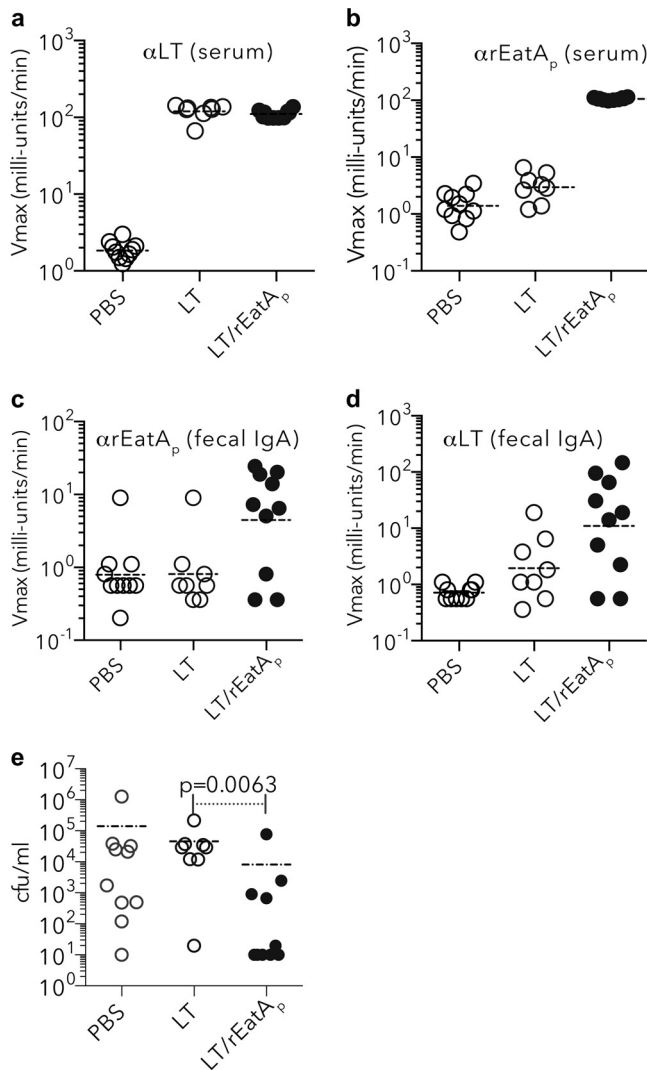 a
αLT (serum)
Vmax (milli-units/min)
10³
10²
10¹
10⁰
PBS
LT
LT/rEatAₚ
b
αrEatAₚ (serum)
Vmax (milli-units/min)
10³
10²
10¹
10⁰
10⁻¹
PBS
LT
LT/rEatAₚ
c
αrEatAₚ (fecal IgA)
Vmax (milli-units/min)
10²
10¹
10⁰
10⁻¹
PBS
LT
LT/rEatAₚ
d
αLT (fecal IgA)
Vmax (milli-units/min)
10³
10²
10¹
10⁰
10⁻¹
PBS
LT
LT/rEatAₚ
e
p=0.0063
cfu/ml
10⁷
10⁶
10⁵
10⁴
10³
10²
10¹
10⁰
PBS
LT
LT/rEatAₚ